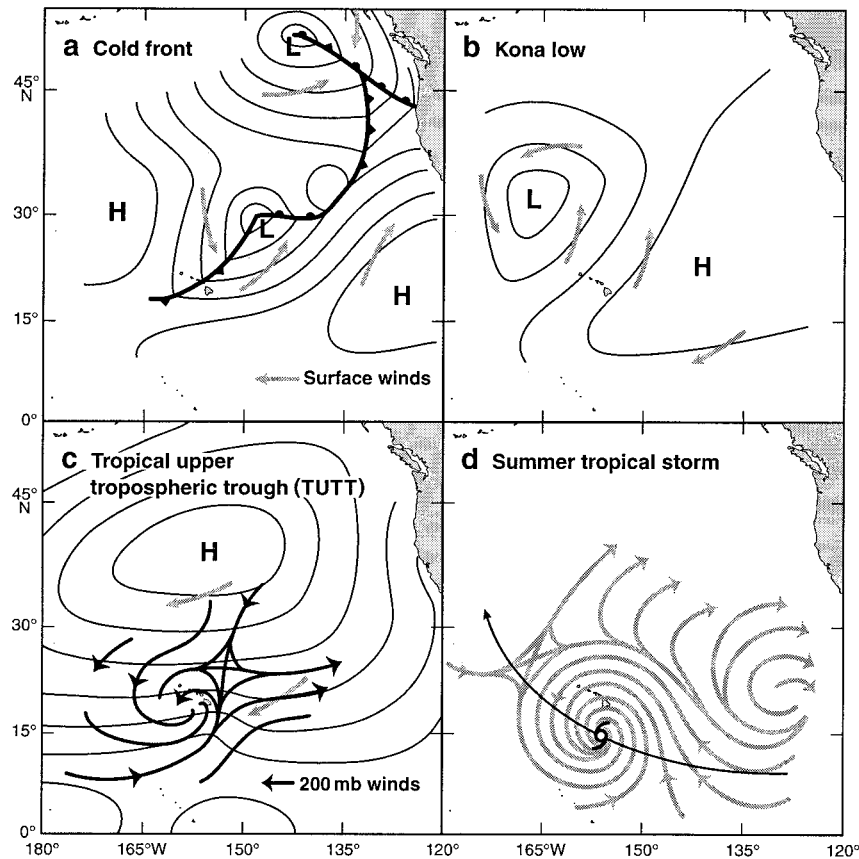 a Cold front
L
45°
N
H
30°
L
H
15°
Surface winds
0°
b Kona low
L
H
c Tropical upper
tropospheric trough (TUTT)
45°
N
H
30°
15°
200 mb winds
0°
180° 165°W 150° 135° 120°
d Summer tropical storm
165°W 150° 135° 120°